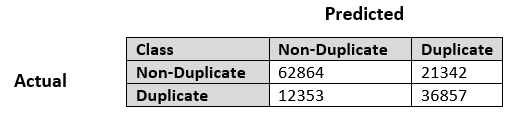 Predicted
Class Non-Duplicate Duplicate
Actual
Non-Duplicate 62864 21342
Duplicate 12353 36857